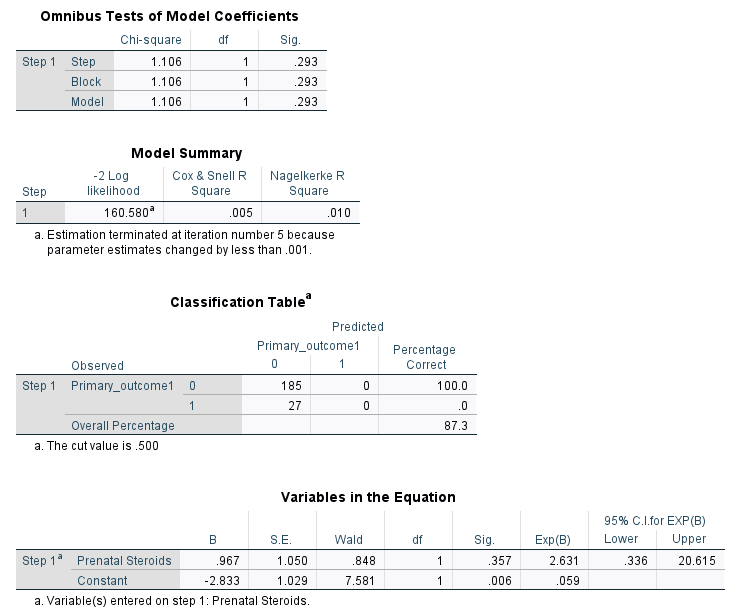 Omnibus Tests of Model Coefficients
Chi-square df Sig.
Step 1 Step 1.106 1 .293
Block 1.106 1 .293
Model 1.106 1 .293
Model Summary
Step -2 Log likelihood Cox & Snell R Square Nagelkerke R Square
1 160.580a .005 .010
a. Estimation terminated at iteration number 5 because
parameter estimates changed by less than .001.
Classification Tablea
Predicted
Primary_outcome1 Percentage Correct
Observed 0 1
Step 1 Primary_outcome1 0 185 0 100.0
1 27 0 .0
Overall Percentage 87.3
a. The cut value is .500
Variables in the Equation
95% C.I.for EXP(B)
B S.E. Wald df Sig. Exp(B) Lower Upper
Step 1a Prenatal Steroids .967 1.050 .848 1 .357 2.631 .336 20.615
Constant -2.833 1.029 7.581 1 .006 .059
a. Variable(s) entered on step 1: Prenatal Steroids.